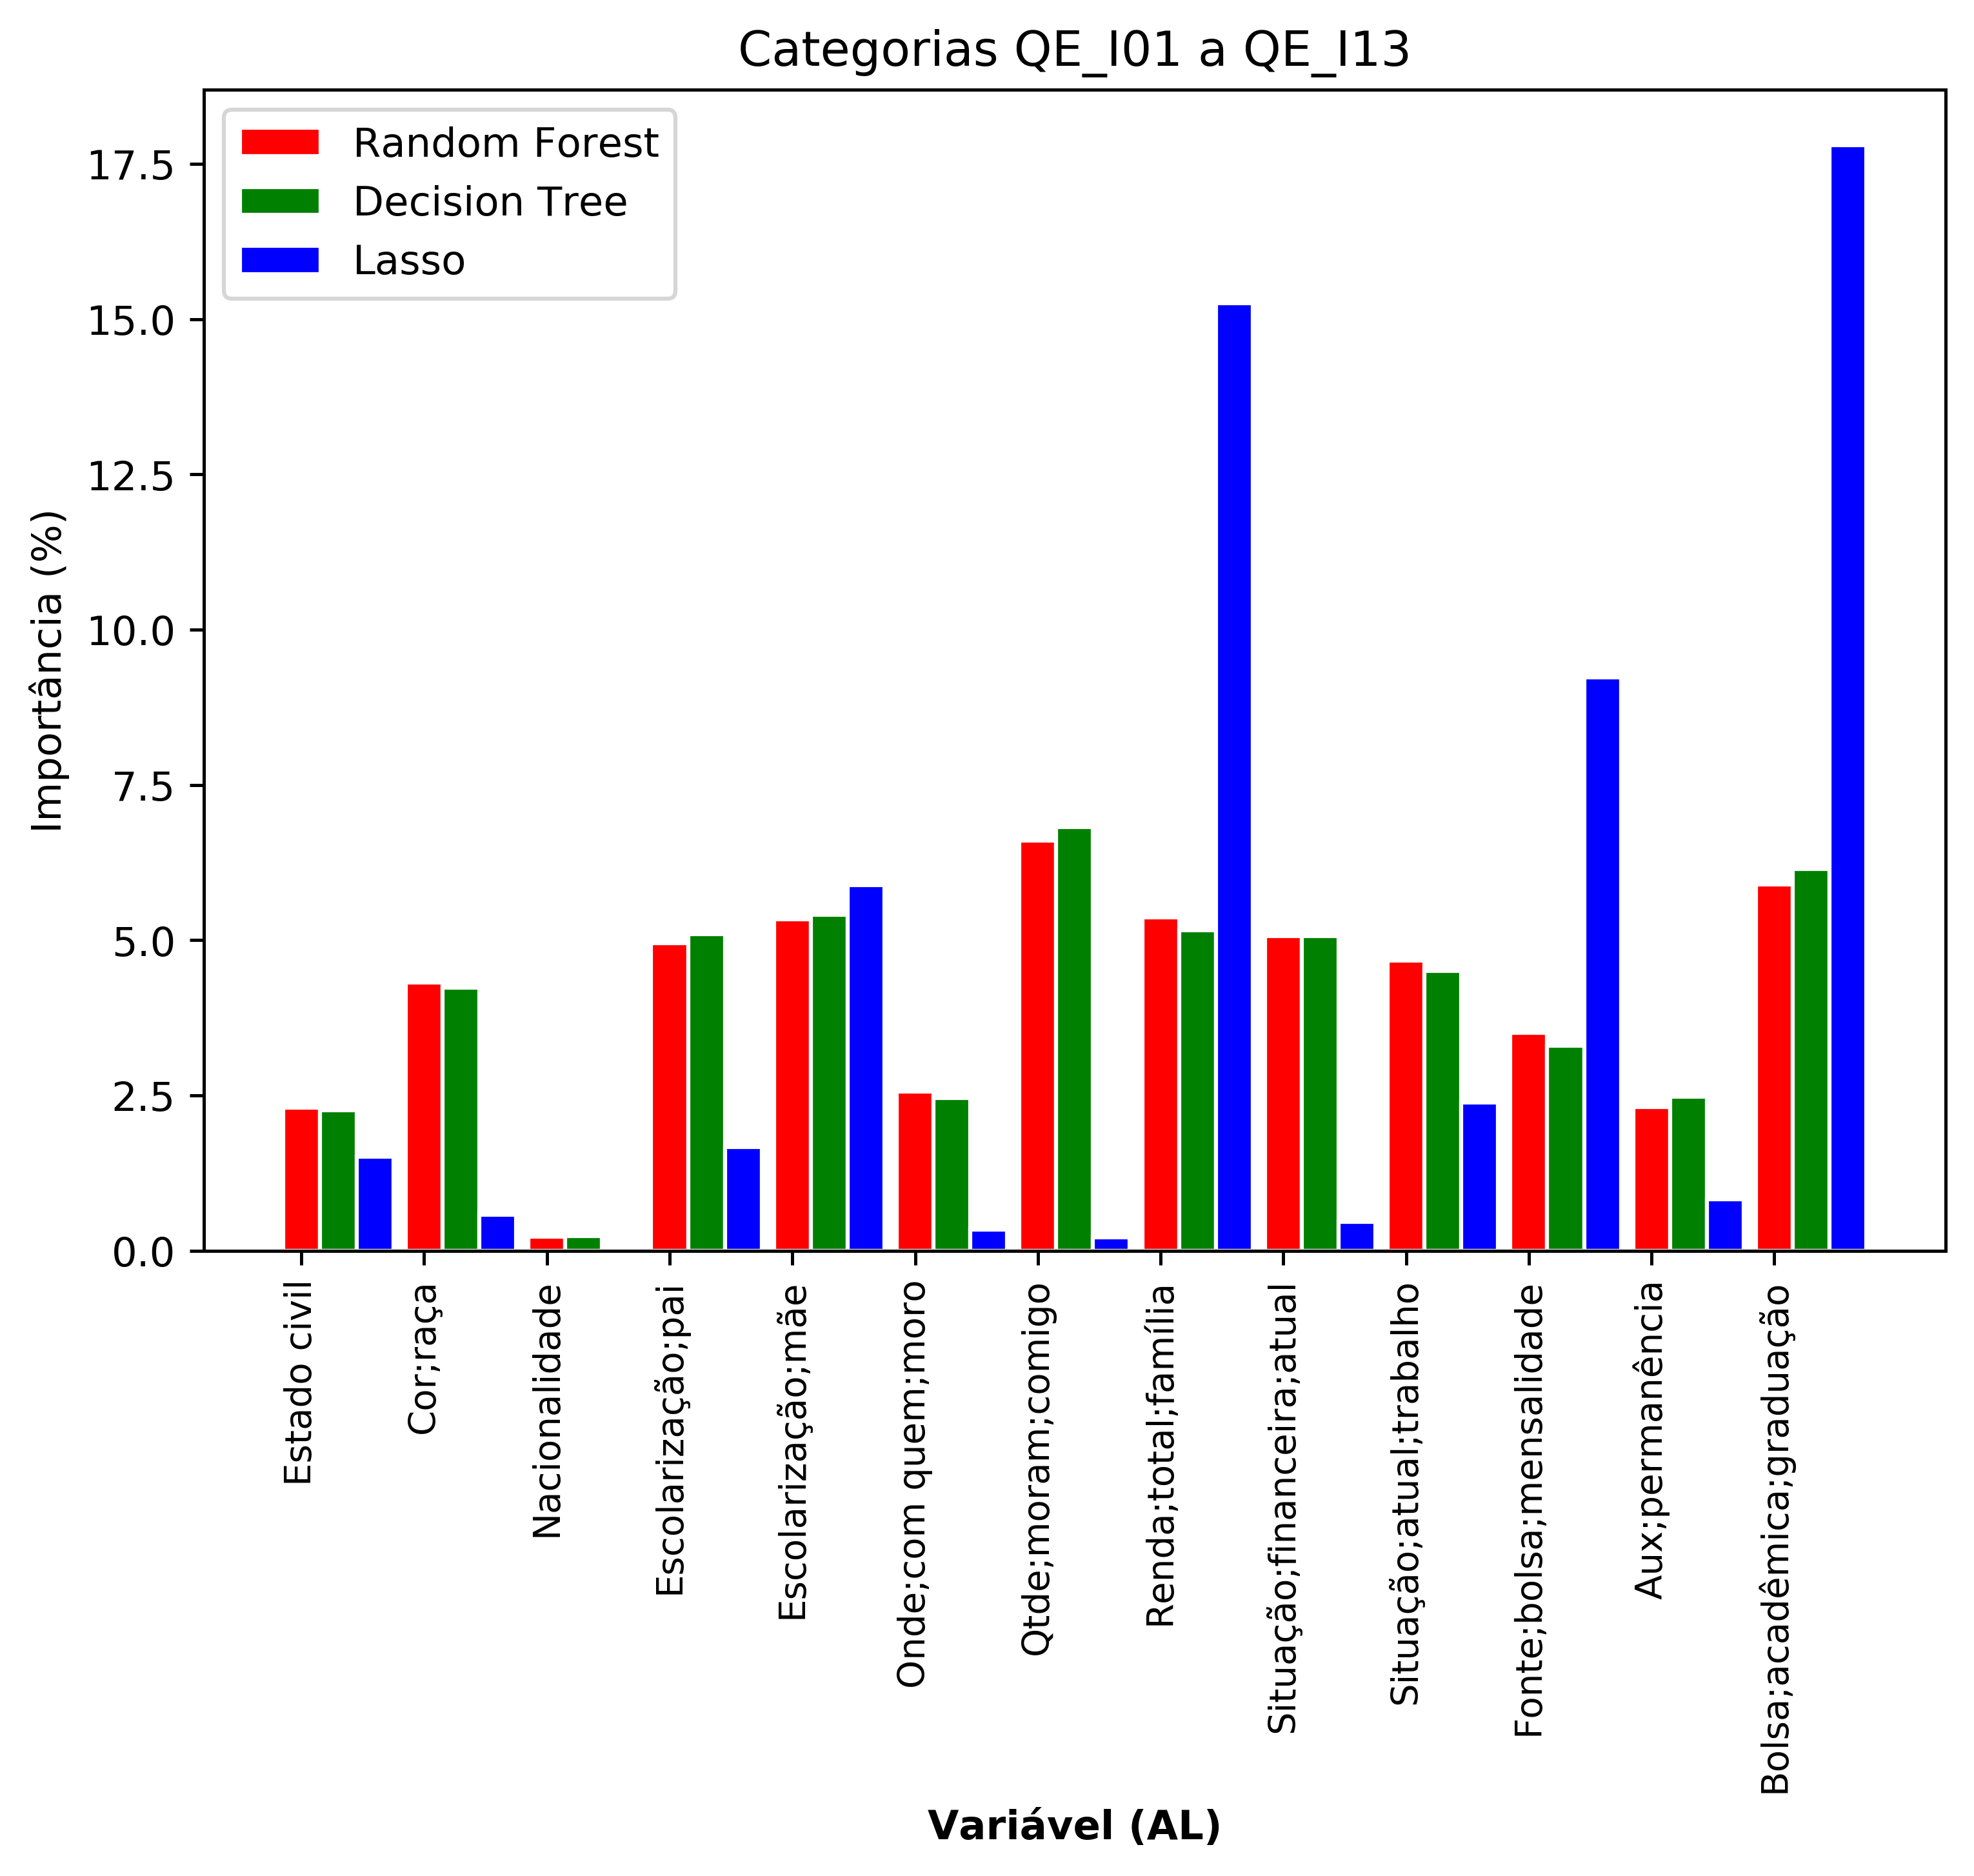 Categorias QE_I01 a QE_I13
Random Forest
Decision Tree
Lasso
Importância (%)
17.5
15.0
12.5
10.0
7.5
5.0
2.5
0.0
Estado civil
Cor;raça
Nacionalidade
Escolarização;pai
Escolarização;mãe
Onde;com quem;moro
Qtde;moram;comigo
Renda;total;família
Situação;financeira;atual
Situação;atual;trabalho
Fonte;bolsa;mensalidade
Aux;permanência
Bolsa;acadêmica;graduação
Variável (AL)